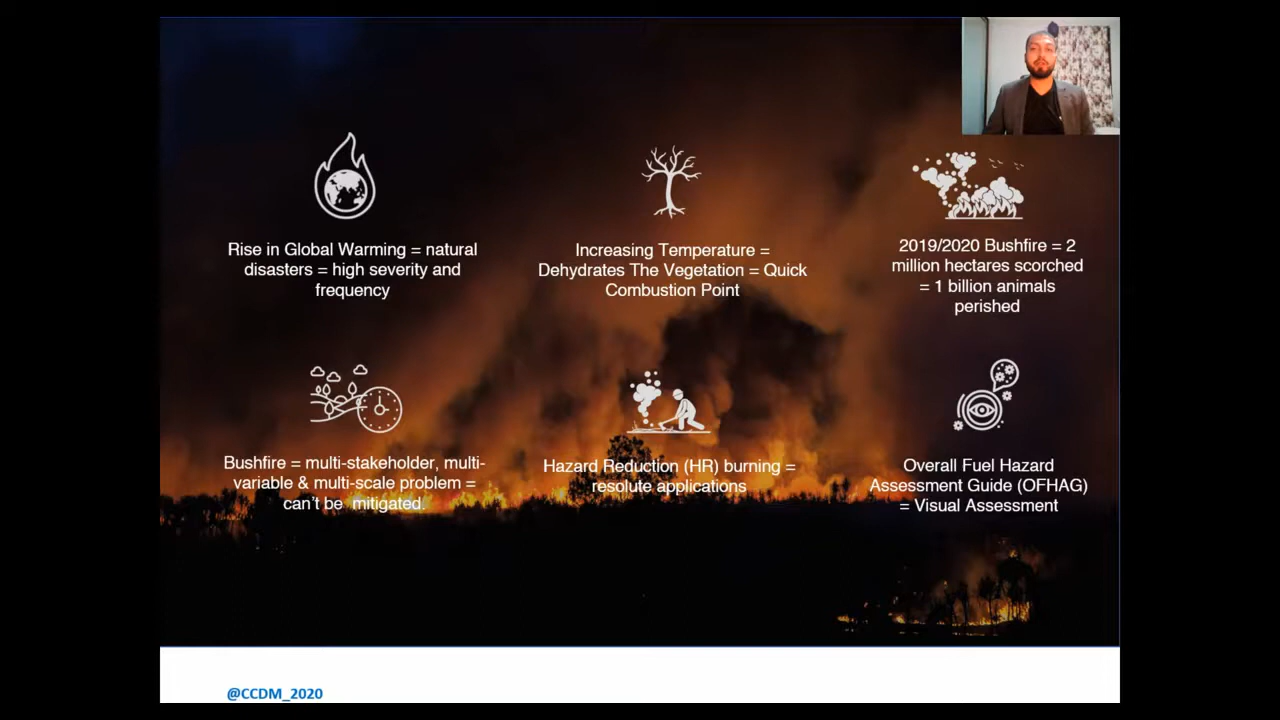 Rise in Global Warming = natural
disasters = high severity and
frequency
Increasing Temperature =
Dehydrates The Vegetation = Quick
Combustion Point
2019/2020 Bushfire = 2
million hectares scorched
= 1 billion animals
perished
Bushfire = multi-stakeholder, multi-
variable & multi-scale problem =
can't be mitigated.
Hazard Reduction (HR) burning =
resolute applications
Overall Fuel Hazard
Assessment Guide (OFHAG)
= Visual Assessment
@CCDM_2020